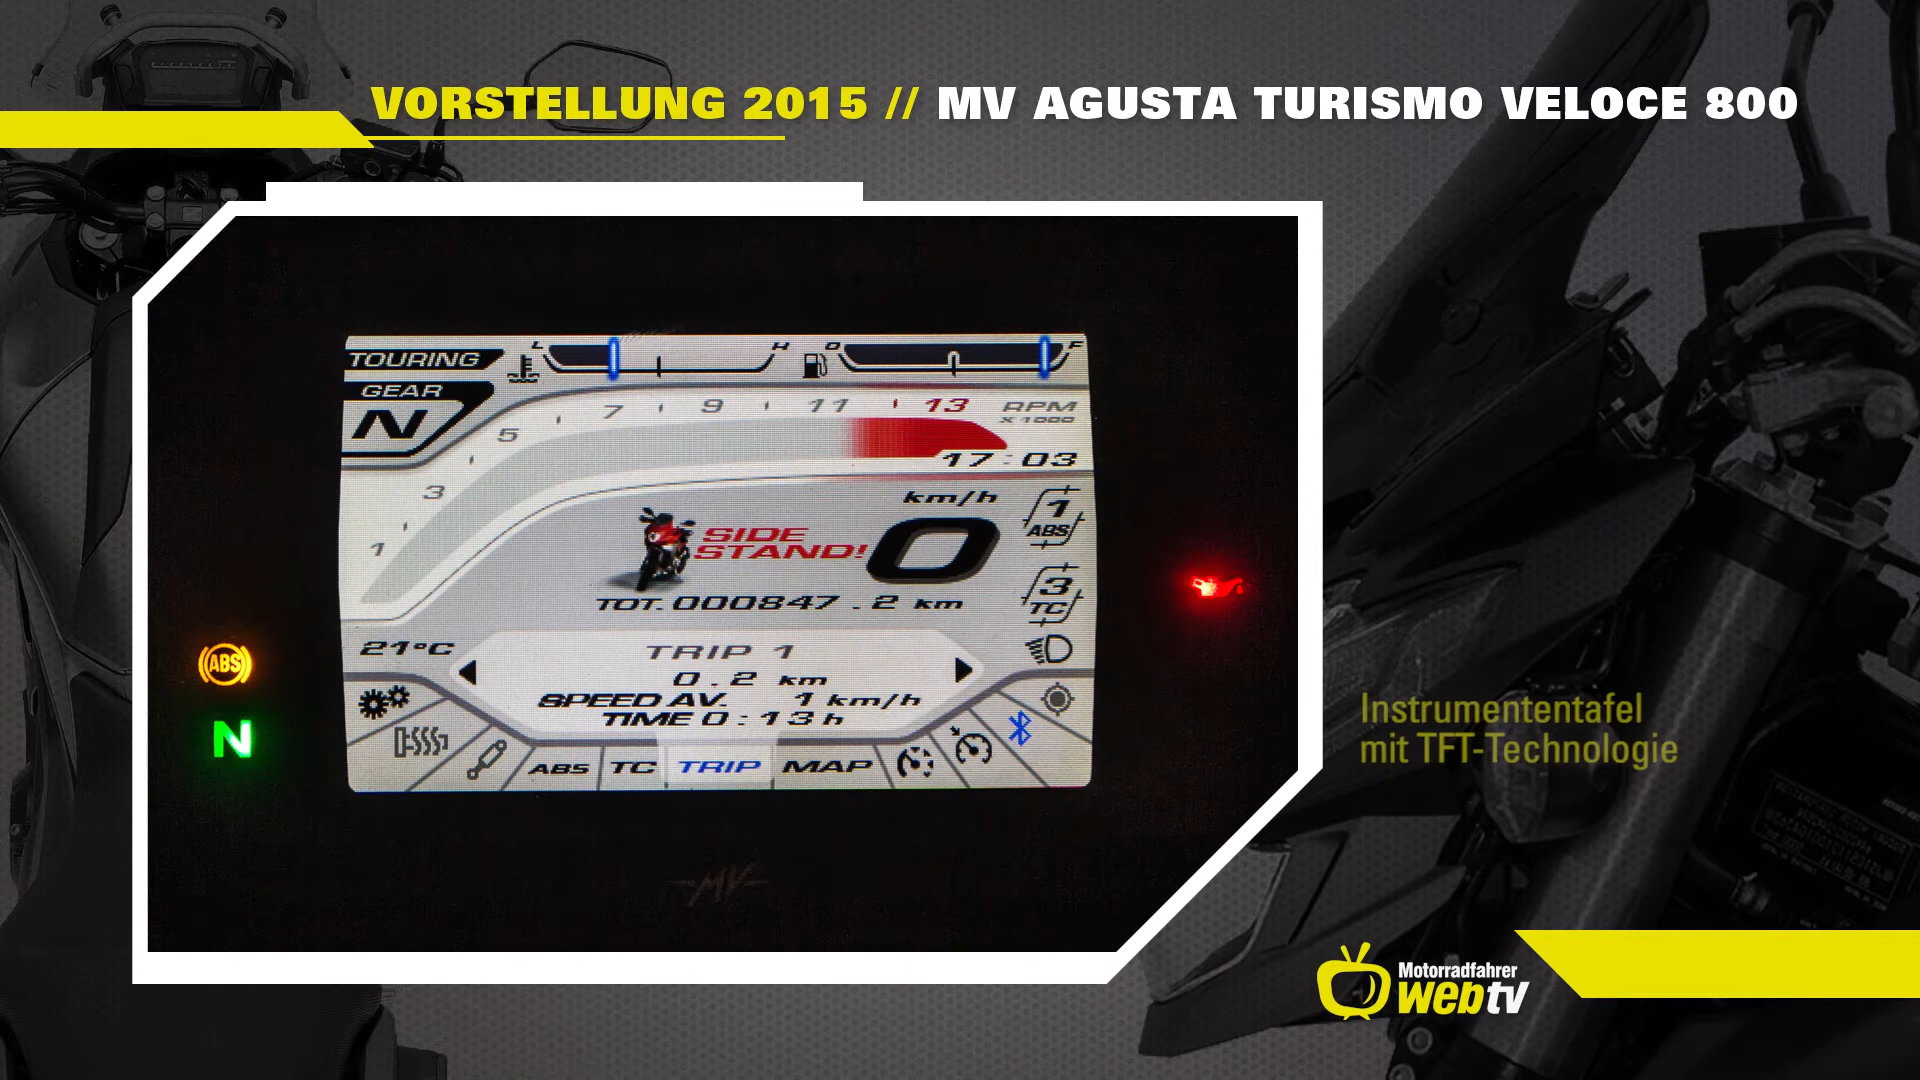 VORSTELLUNG 2015 // MV AGUSTA TURISMO VELOCE 800
TOURING
L H
0 F
GEAR
N
1 3 5 7 9 11 13
RPM
X 1000
17:03
km/h
SIDE
STAND!
0
1
ABS
3
TC
TOT. 000847.2 km
21°C
TRIP 1
0.2 km
SPEED AV. 1 km/h
TIME 0:13 h
ABS TC TRIP MAP
ABS
N
MV
Instrumententafel
mit TFT-Technologie
Motorradfahrer
Webtv